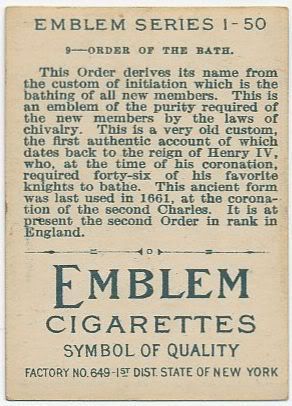 EMBLEM SERIES 1-50
9—ORDER OF THE BATH.
This Order derives its name from
the custom of initiation which is the
bathing of all new members. This is
an emblem of the purity required of
the new members by the laws of
chivalry. This is a very old custom,
the first authentic account of which
dates back to the reign of Henry IV,
who, at the time of his coronation,
required forty-six of his favorite
knights to bathe. This ancient form
was last used in 1661, at the corona-
tion of the second Charles. It is at
present the second Order in rank in
England.
EMBLEM
CIGARETTES
SYMBOL OF QUALITY
FACTORY NO. 649-1ST DIST. STATE OF NEW YORK